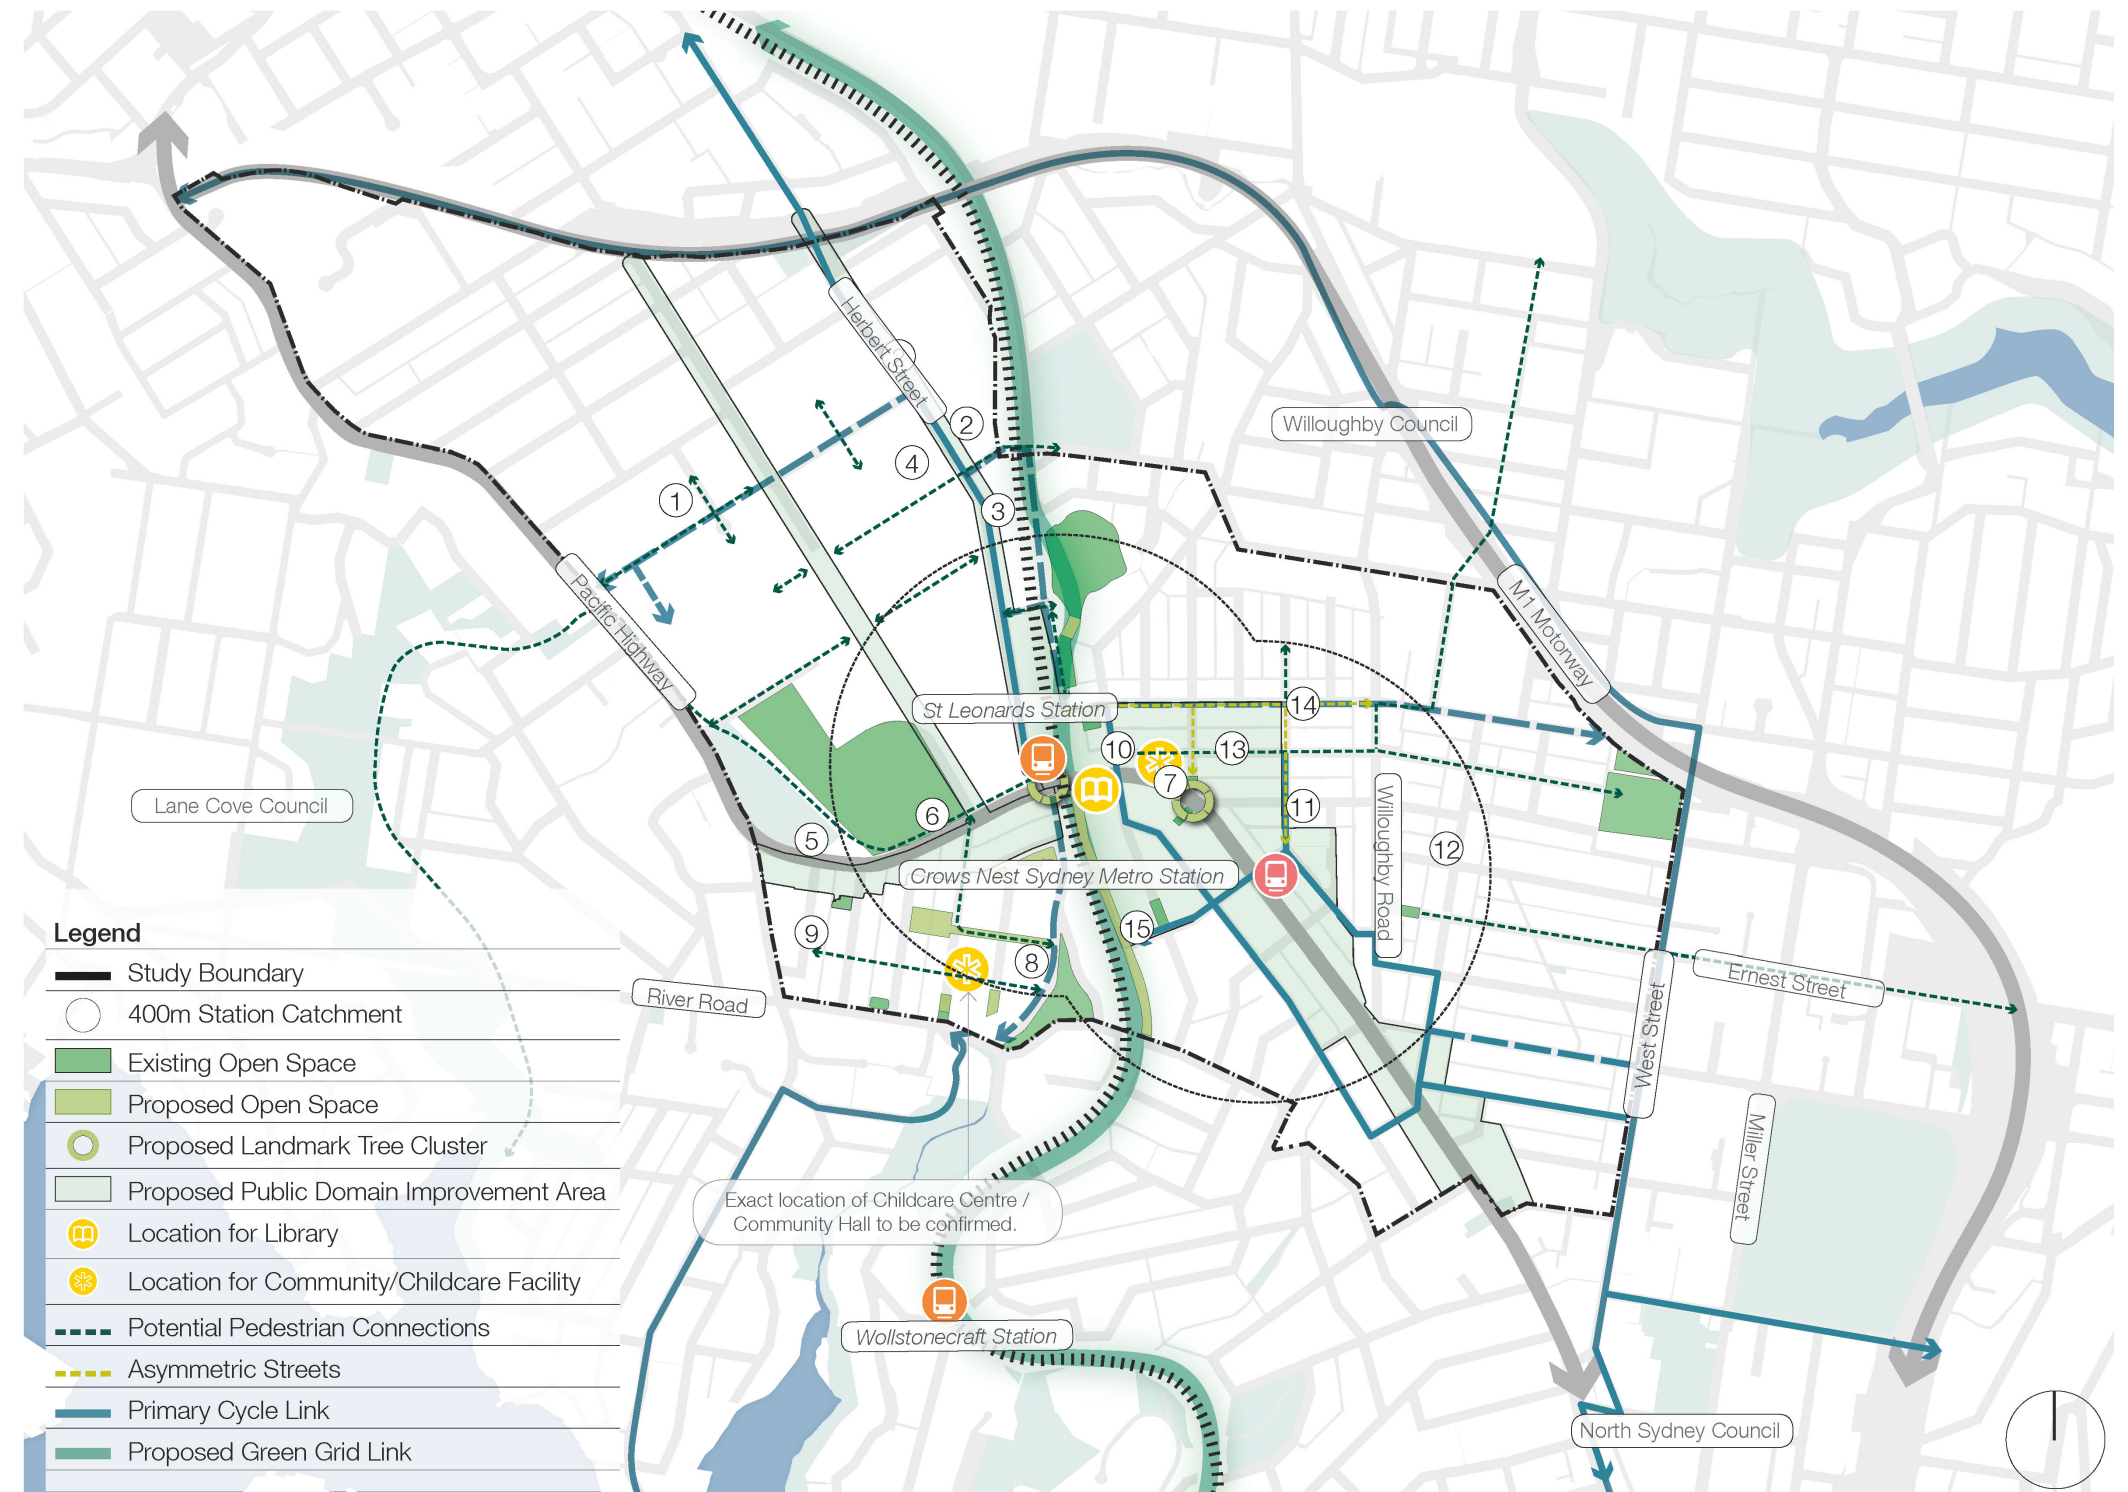 Herbert Street
2
Willoughby Council
4
1
3
M1 Motorway
Pacific Highway
St Leonards Station
14
10
13
7
Lane Cove Council
6
11
5
Willoughby Road
12
Crows Nest Sydney Metro Station
15
9
8
River Road
Ernest Street
West Street
Miller Street
Exact location of Childcare Centre /
Community Hall to be confirmed.
Wollstonecraft Station
North Sydney Council
Legend
Study Boundary
400m Station Catchment
Existing Open Space
Proposed Open Space
Proposed Landmark Tree Cluster
Proposed Public Domain Improvement Area
Location for Library
Location for Community/Childcare Facility
Potential Pedestrian Connections
Asymmetric Streets
Primary Cycle Link
Proposed Green Grid Link